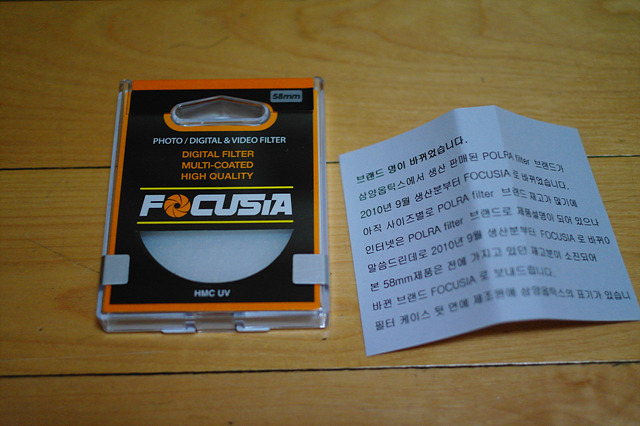 58mm
PHOTO / DIGITAL & VIDEO FILTER
DIGITAL FILTER
MULTI-COATED
HIGH QUALITY
FOCUSIA
HMC UV
브랜드 명이 바뀌었습니다.
삼양옵틱스에서 생산 판매된 POLRA filter 브랜드가
2010년 9월 생산분부터 FOCUSIA 로 바뀌었습니다.
아직 사이즈별로 POLRA filter 브랜드 재고가 많기에
인터넷은 POLRA filter 브랜드로 제품설명이 되어 있으나
말씀드린데로 2010년 9월 생산분부터 FOCUSIA 로 바뀌어
본 58mm제품은 전에 가지고 있던 재고분이 소진되어
바뀐 브랜드 FOCUSIA 로 보내드립니다.
필터 케이스 뒷 면에 제조원에 삼양옵틱스의 표기가 있습니